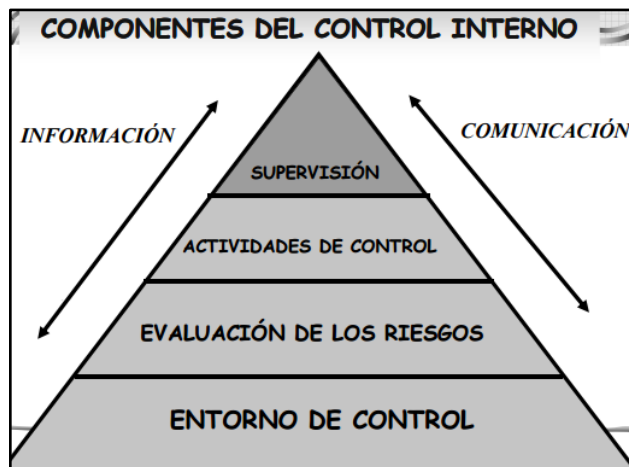 COMPONENTES DEL CONTROL INTERNO
INFORMACIÓN
COMUNICACIÓN
SUPERVISIÓN
ACTIVIDADES DE CONTROL
EVALUACIÓN DE LOS RIESGOS
ENTORNO DE CONTROL